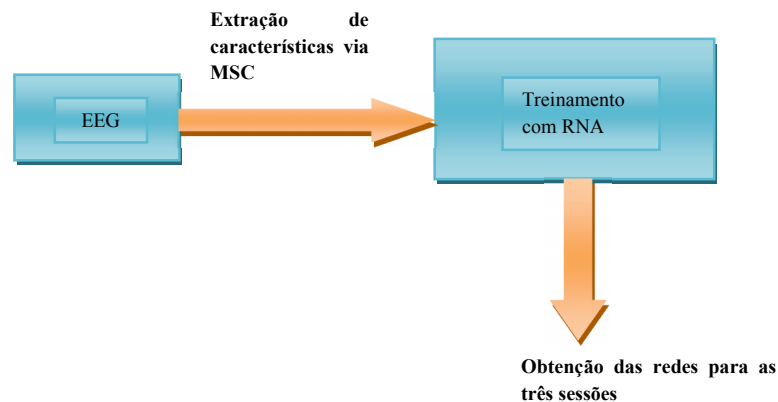 Extração de
características via
MSC
EEG
Treinamento
com RNA
Obtenção das redes para as
três sessões